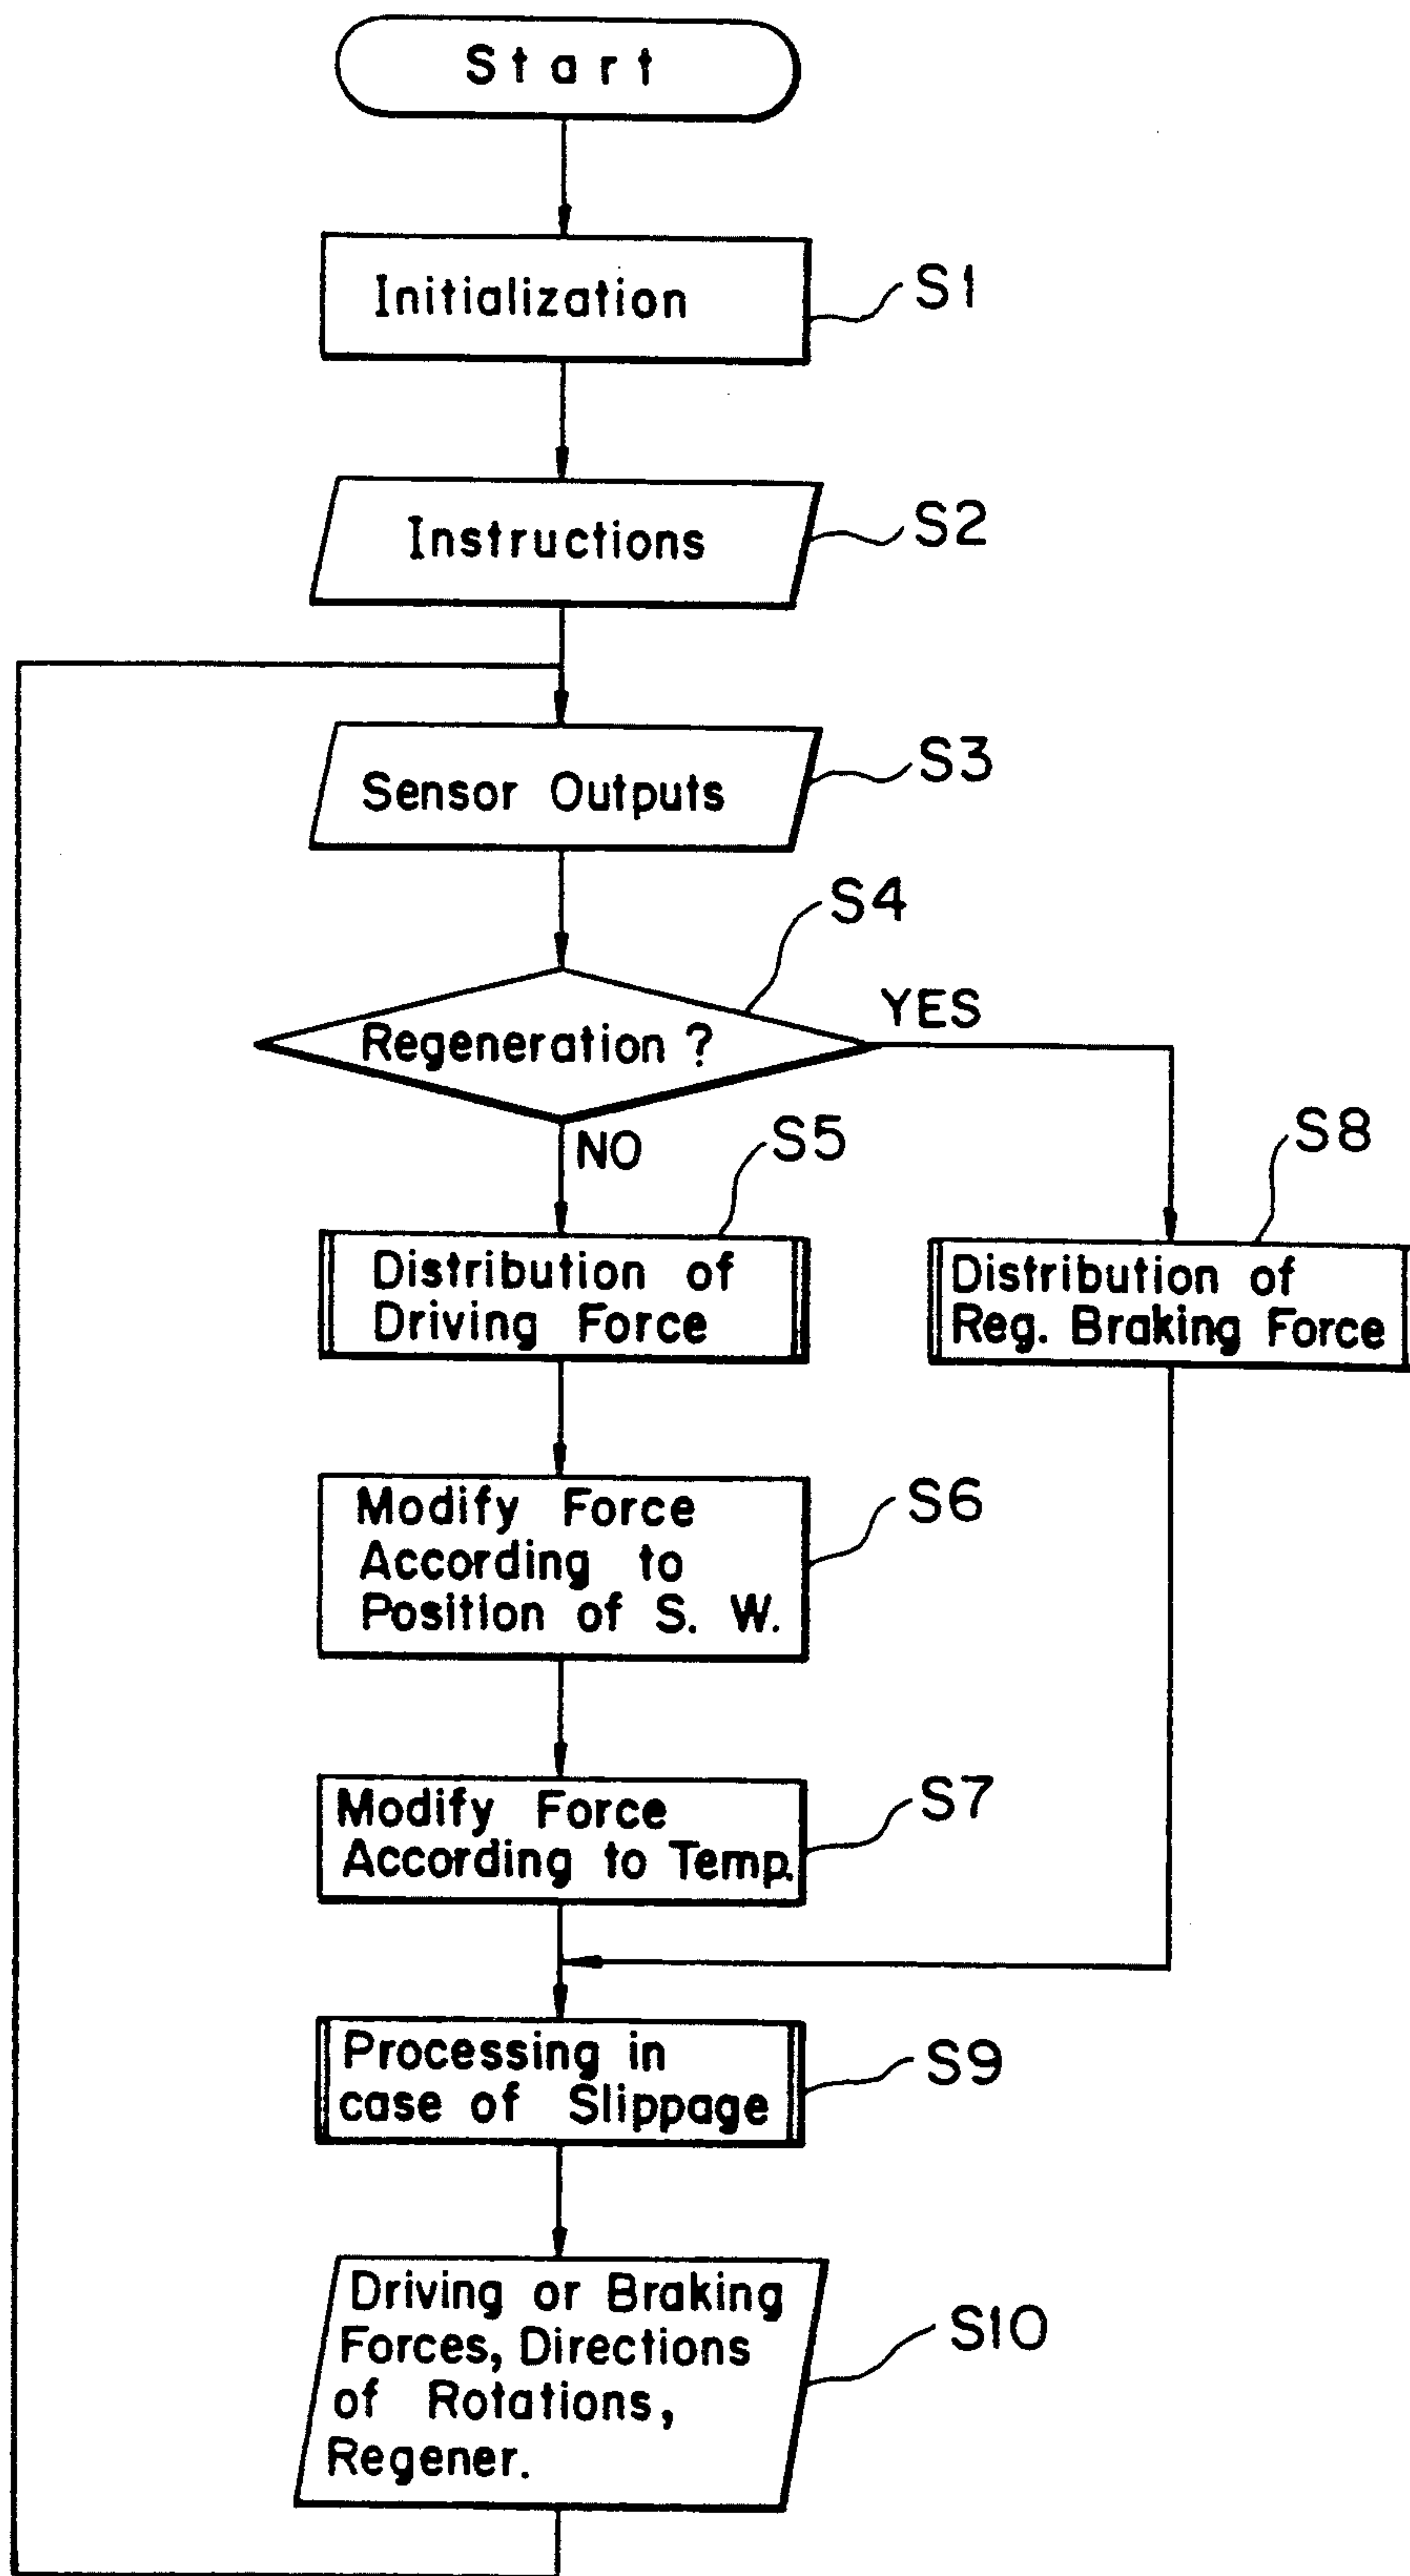 Start
Initialization
S1
Instructions
S2
Sensor Outputs
S3
S4
Regeneration ?
YES
NO
S5
Distribution of
Driving Force
S8
Distribution of
Reg. Braking Force
Modify Force
According to
Position of S. W.
S6
Modify Force
According to Temp.
S7
Processing in
case of Slippage
S9
Driving or Braking
Forces, Directions
of Rotations,
Regener.
S10